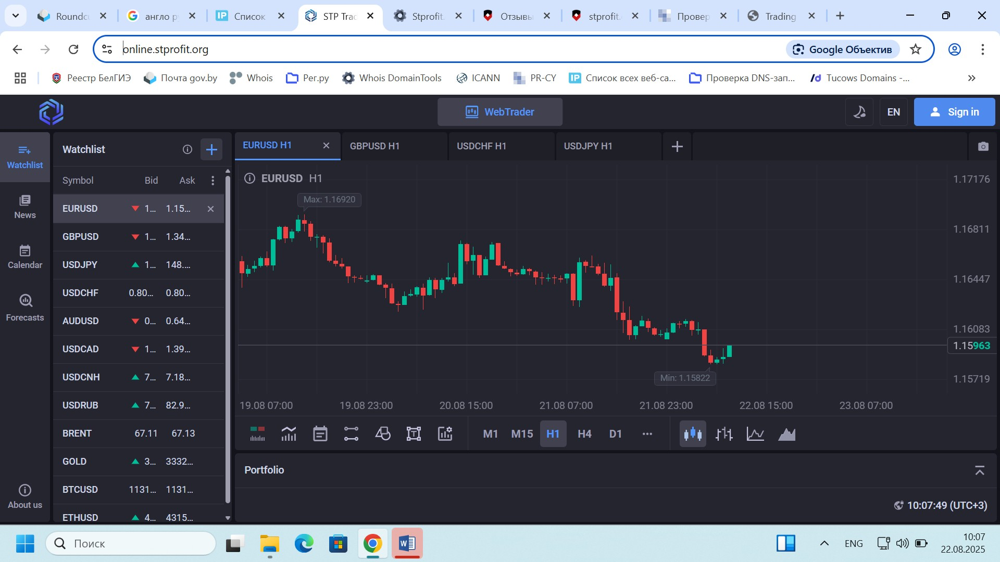 Roundcu
англо ру
Список
STP Trad
Stprofit.
Отзывы
stprofit.
Провер
Trading
online.stprofit.org
Google Объектив
Реестр БелГИЭ
Почта gov.by
Whois
Рег.ру
Whois DomainTools
ICANN
PR-CY
IP
Список всех веб-са...
Проверка DNS-зап...
Tucows Domains -...
WebTrader
EN
Sign in
Watchlist
News
Calendar
Forecasts
About us
Watchlist
Symbol Bid Ask
EURUSD 1... 1.15...
GBPUSD 1... 1.34...
USDJPY 1... 148....
USDCHF 0.80... 0.80...
AUDUSD 0... 0.64...
USDCAD 1... 1.39...
USDCNH 7... 7.18...
USDRUB 7... 82.9...
BRENT 67.11 67.13
GOLD 3... 3332...
BTCUSD 1131... 1131...
ETHUSD 4... 4315...
EURUSD H1
GBPUSD H1
USDCHF H1
USDJPY H1
EURUSD H1
Max: 1.16920
Min: 1.15822
1.17176
1.16811
1.16447
1.16083
1.15963
1.15719
19.08 07:00 19.08 23:00 20.08 15:00 21.08 07:00 21.08 23:00 22.08 15:00 23.08 07:00
M1 M15 H1 H4 D1 ...
Portfolio
10:07:49 (UTC+3)
Поиск
ENG
10:07
22.08.2025